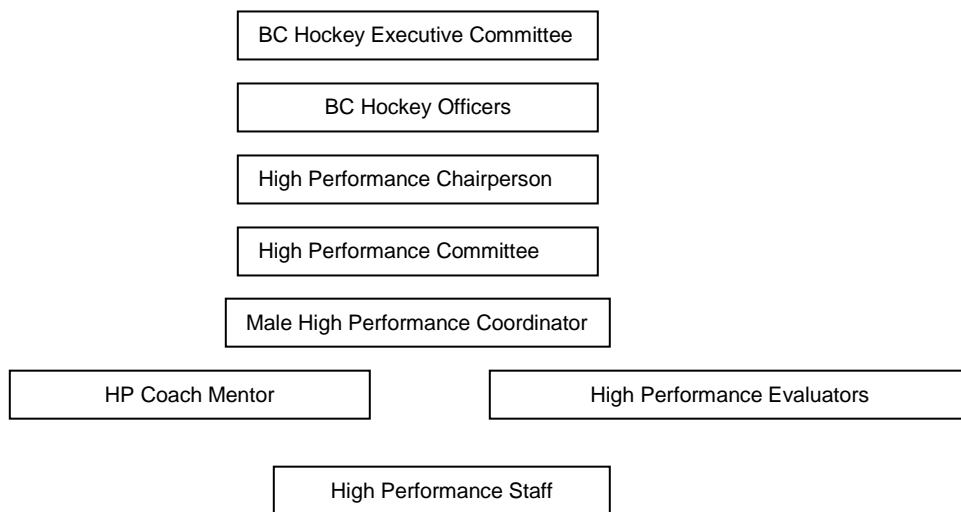 BC Hockey Executive Committee
BC Hockey Officers
High Performance Chairperson
High Performance Committee
Male High Performance Coordinator
HP Coach Mentor
High Performance Evaluators
High Performance Staff